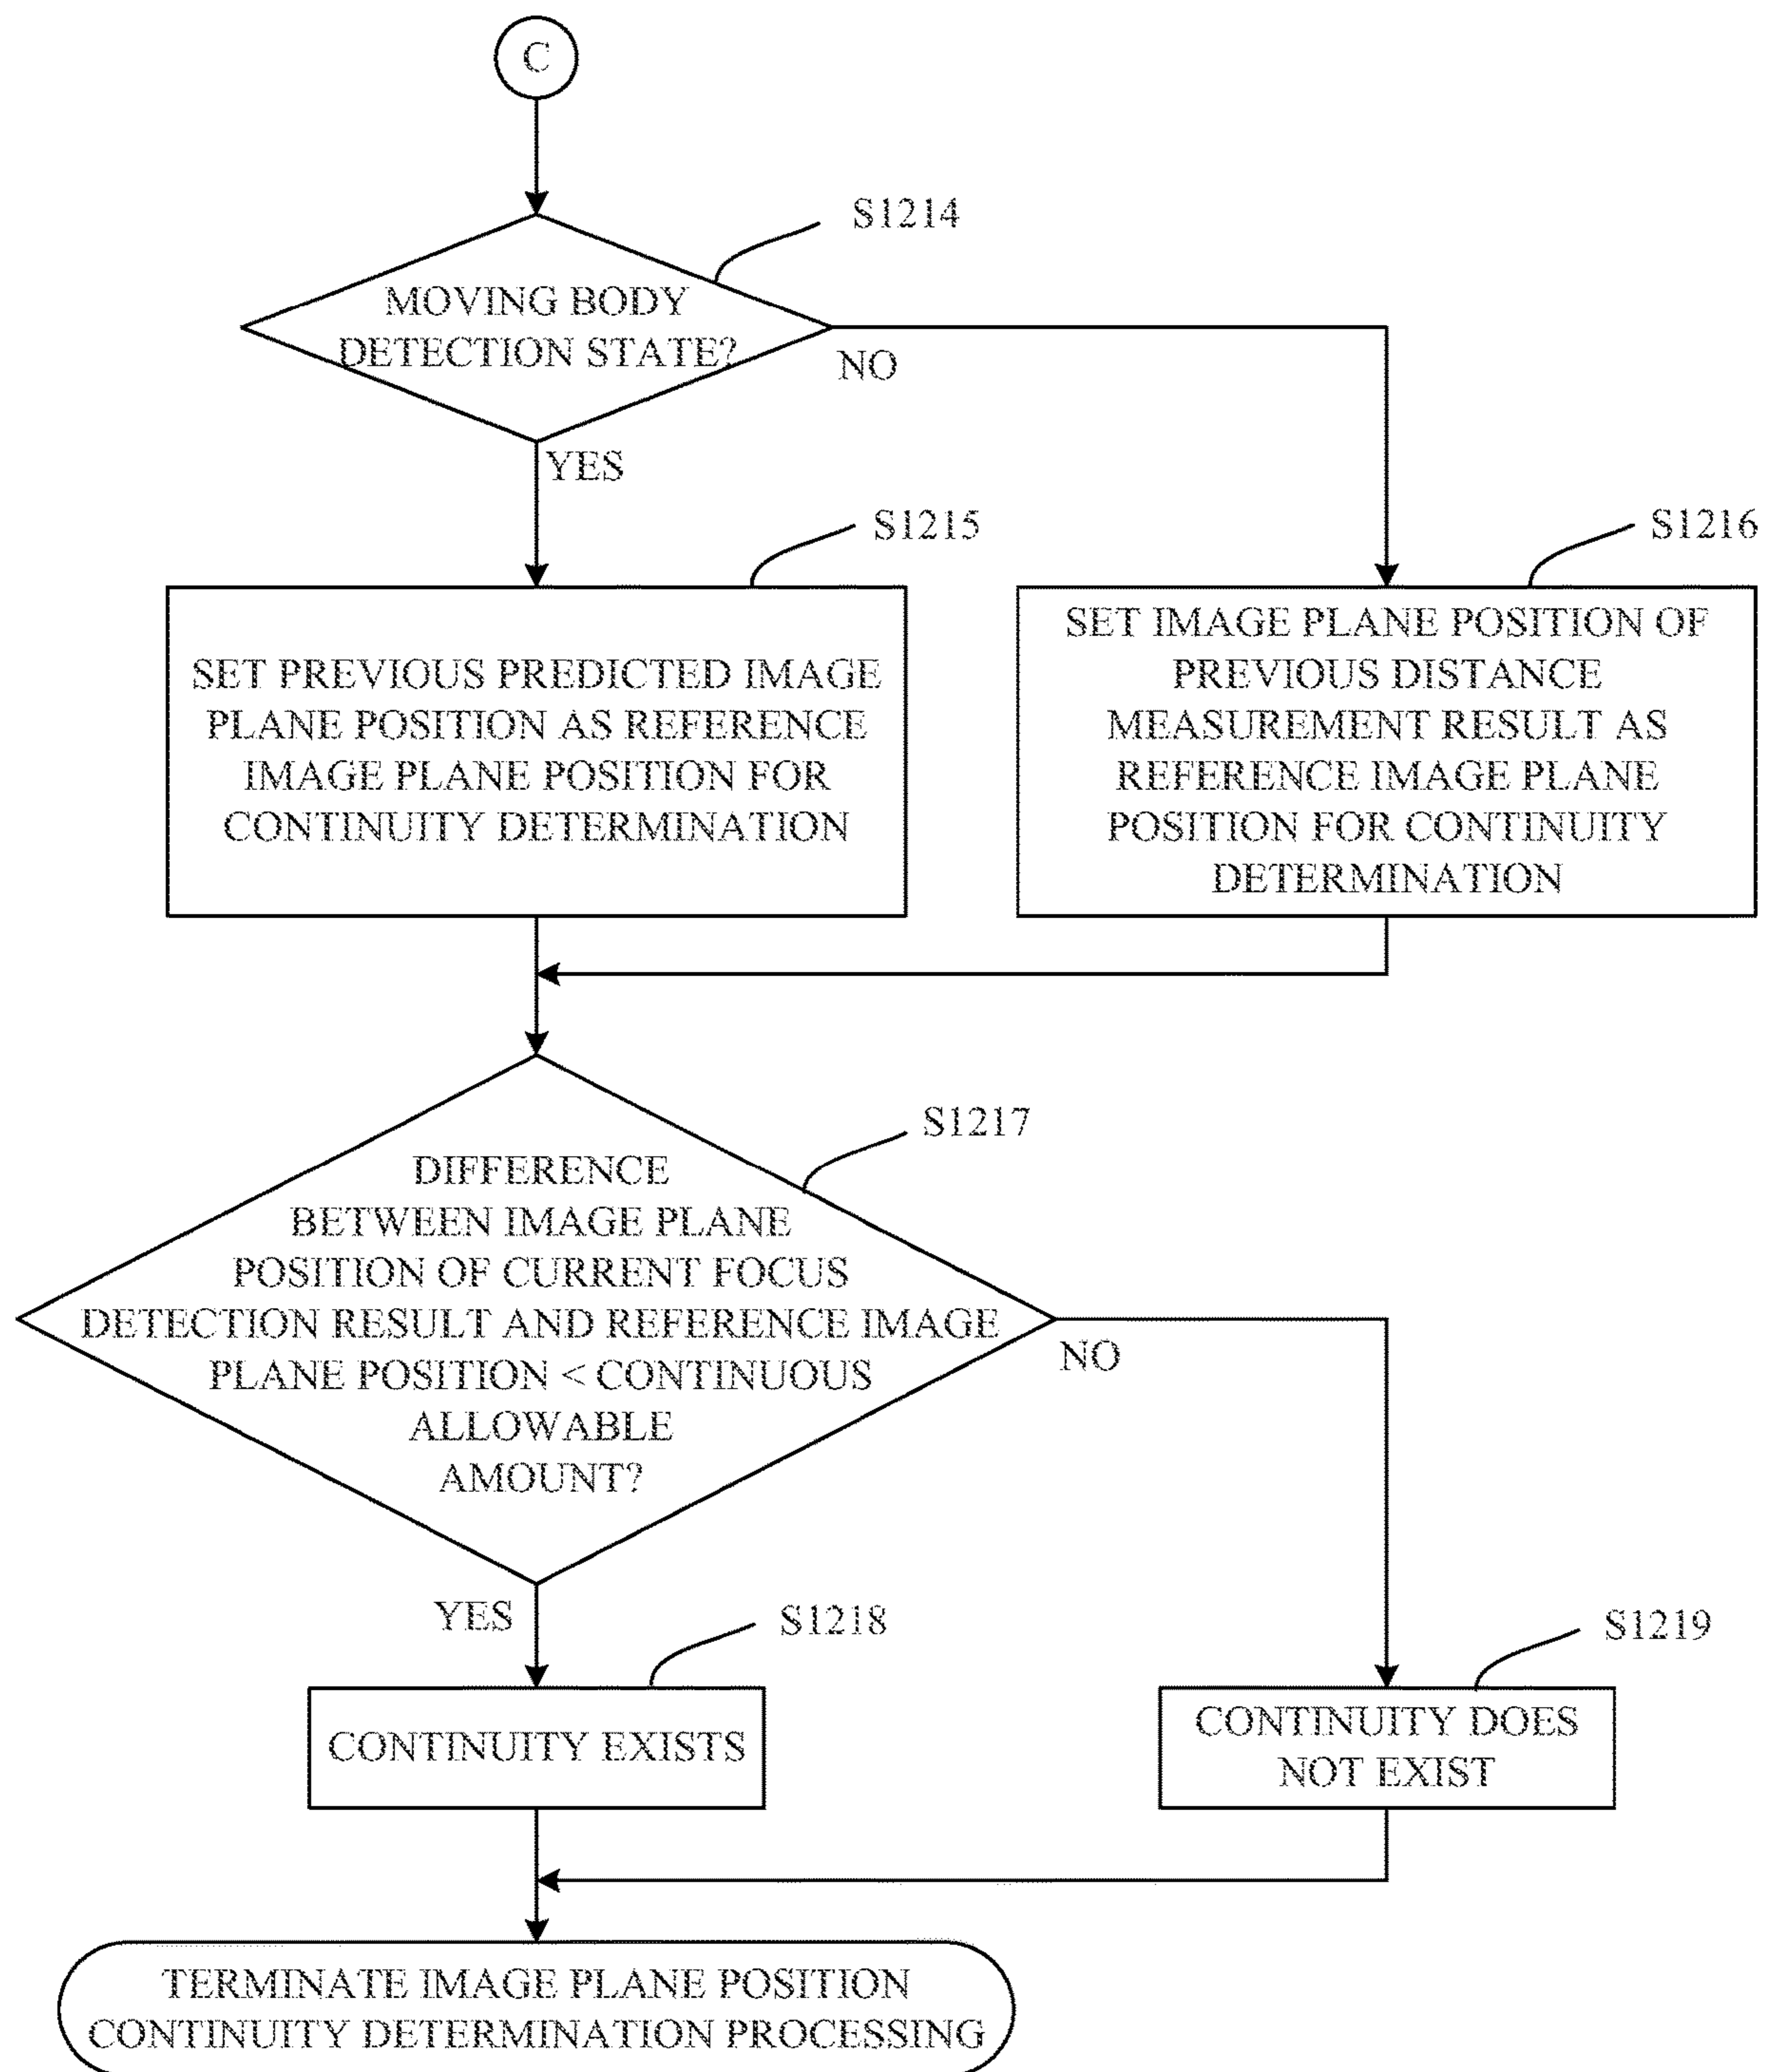 C
S1214
MOVING BODY
DETECTION STATE?
NO
YES
S1215
S1216
SET PREVIOUS PREDICTED IMAGE
PLANE POSITION AS REFERENCE
IMAGE PLANE POSITION FOR
CONTINUITY DETERMINATION
SET IMAGE PLANE POSITION OF
PREVIOUS DISTANCE
MEASUREMENT RESULT AS
REFERENCE IMAGE PLANE
POSITION FOR CONTINUITY
DETERMINATION
S1217
DIFFERENCE
BETWEEN IMAGE PLANE
POSITION OF CURRENT FOCUS
DETECTION RESULT AND REFERENCE IMAGE
PLANE POSITION < CONTINUOUS
ALLOWABLE
AMOUNT?
NO
YES
S1218
S1219
CONTINUITY EXISTS
CONTINUITY DOES
NOT EXIST
TERMINATE IMAGE PLANE POSITION
CONTINUITY DETERMINATION PROCESSING